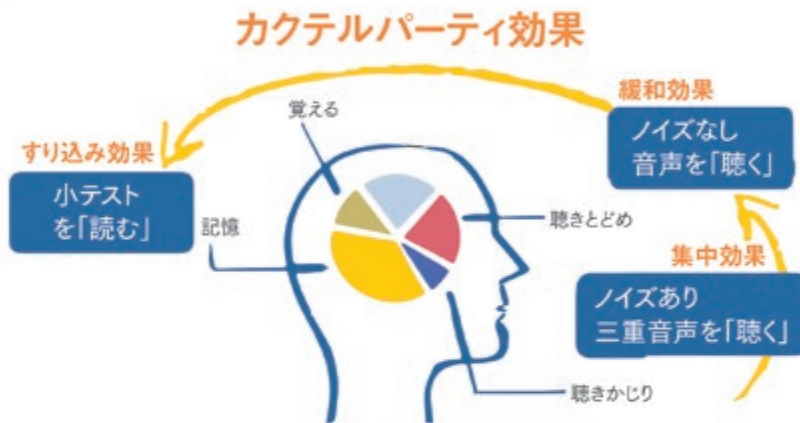 カクテルパーティ効果
緩和効果
ノイズなし
音声を「聴く」
覚える
すり込み効果
小テスト
を「読む」
記憶
聴きとどめ
集中効果
ノイズあり
三重音声を「聴く」
聴きかじり